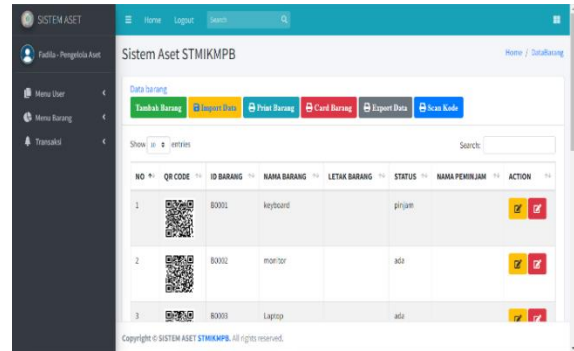 SISTEM ASET
Home Logout Search
Fadila - Pengelola Aset
Menu User
Menu Barang
Transaksi
Sistem Aset STMIKMPB
Home / DataBarang
Data barang
Tambah Barang Import Data Print Barang Card Barang Export Data Scan Kode
Show 10 entries Search:
NO QR CODE ID BARANG NAMA BARANG LETAK BARANG STATUS NAMA PEMINJAM ACTION
1 B0001 keyboard pinjam
2 B0002 monitor ada
3 B0003 Laptop ada
Copyright © SISTEM ASET STMIKMPB. All rights reserved.